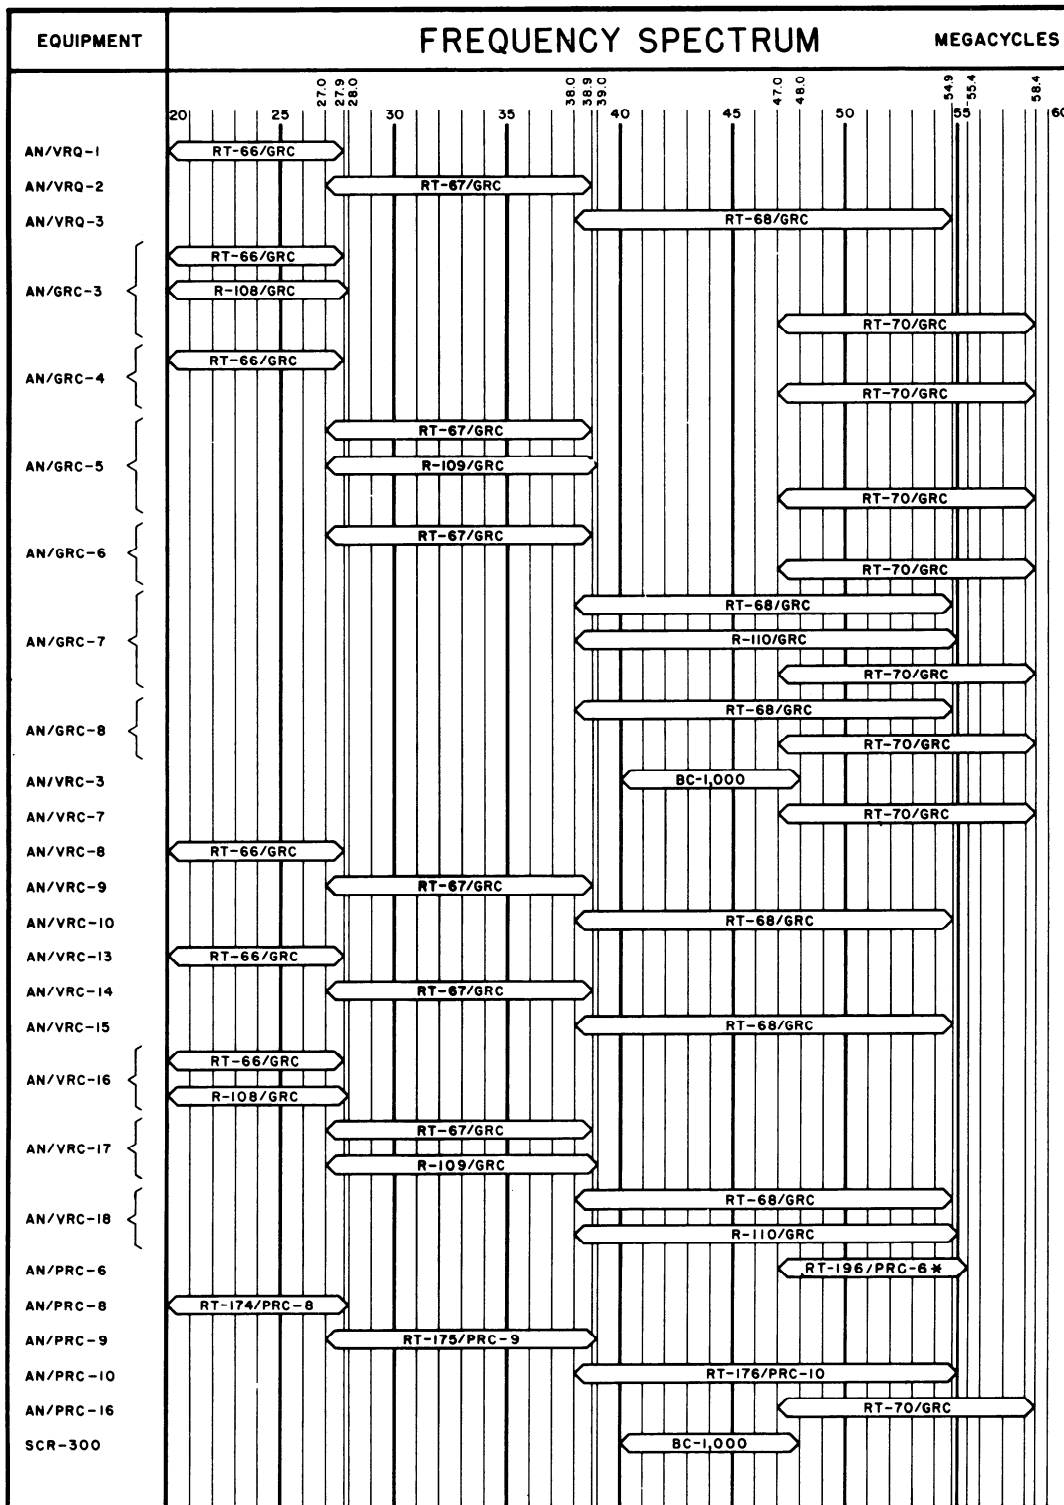 EQUIPMENT
FREQUENCY SPECTRUM
MEGACYCLES
27.0
27.9
28.0
38.0
38.9
39.0
47.0
48.0
54.9
55.4
58.4
20
25
30
35
40
45
50
55
60
AN/VRQ-1
RT-66/GRC
AN/VRQ-2
RT-67/GRC
AN/VRQ-3
RT-68/GRC
RT-66/GRC
AN/GRC-3
R-108/GRC
RT-70/GRC
RT-66/GRC
AN/GRC-4
RT-70/GRC
RT-67/GRC
AN/GRC-5
R-109/GRC
RT-70/GRC
RT-67/GRC
AN/GRC-6
RT-70/GRC
RT-68/GRC
AN/GRC-7
R-110/GRC
RT-70/GRC
RT-68/GRC
AN/GRC-8
RT-70/GRC
AN/VRC-3
BC-1,000
AN/VRC-7
RT-70/GRC
AN/VRC-8
RT-66/GRC
AN/VRC-9
RT-67/GRC
AN/VRC-10
RT-68/GRC
AN/VRC-13
RT-66/GRC
AN/VRC-14
RT-67/GRC
AN/VRC-15
RT-68/GRC
RT-66/GRC
AN/VRC-16
R-108/GRC
RT-67/GRC
AN/VRC-17
R-109/GRC
RT-68/GRC
AN/VRC-18
R-110/GRC
AN/PRC-6
RT-196/PRC-6*
AN/PRC-8
RT-174/PRC-8
AN/PRC-9
RT-175/PRC-9
AN/PRC-10
RT-176/PRC-10
AN/PRC-16
RT-70/GRC
SCR-300
BC-1,000